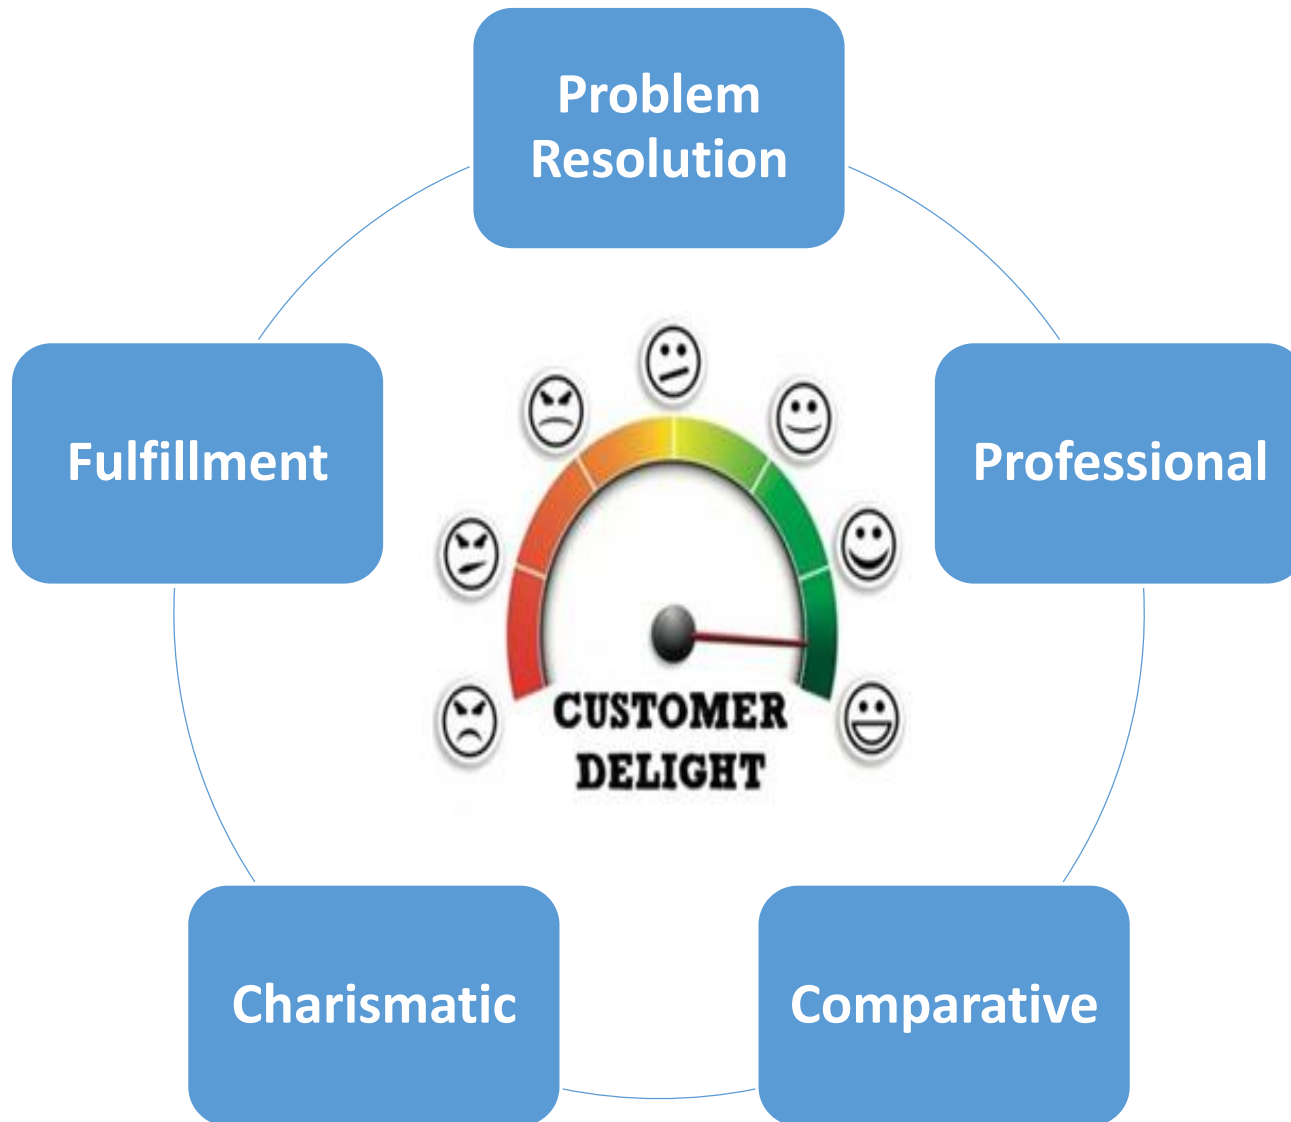 Problem
Resolution
Fulfillment
Professional
CUSTOMER
DELIGHT
Charismatic
Comparative